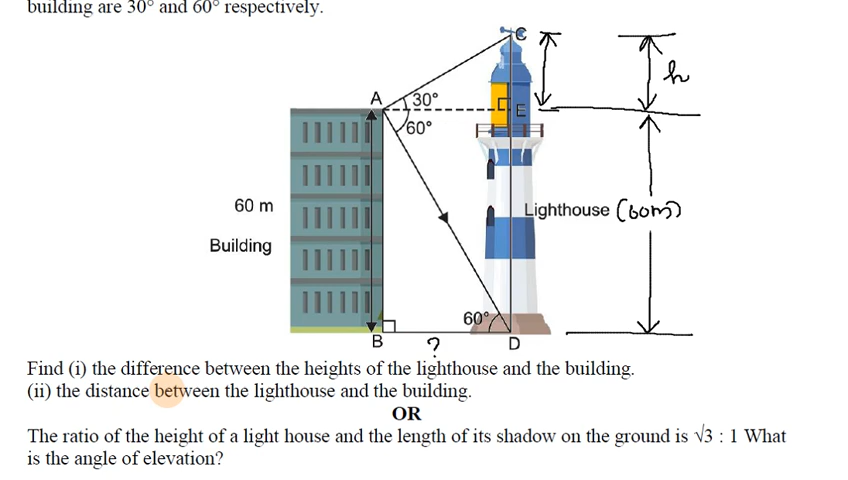 building are 30° and 60° respectively.
C
A
30°
E
h
60°
60 m
Lighthouse (60m)
Building
60°
B
?
D
Find (i) the difference between the heights of the lighthouse and the building.
(ii) the distance between the lighthouse and the building.
OR
The ratio of the height of a light house and the length of its shadow on the ground is √3 : 1 What
is the angle of elevation?